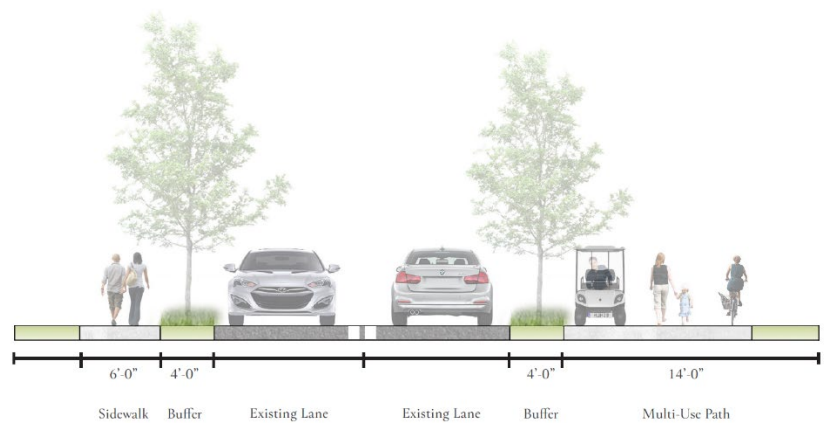 6'-0"
4'-0"
4'-0"
14'-0"
Sidewalk
Buffer
Existing Lane
Existing Lane
Buffer
Multi-Use Path